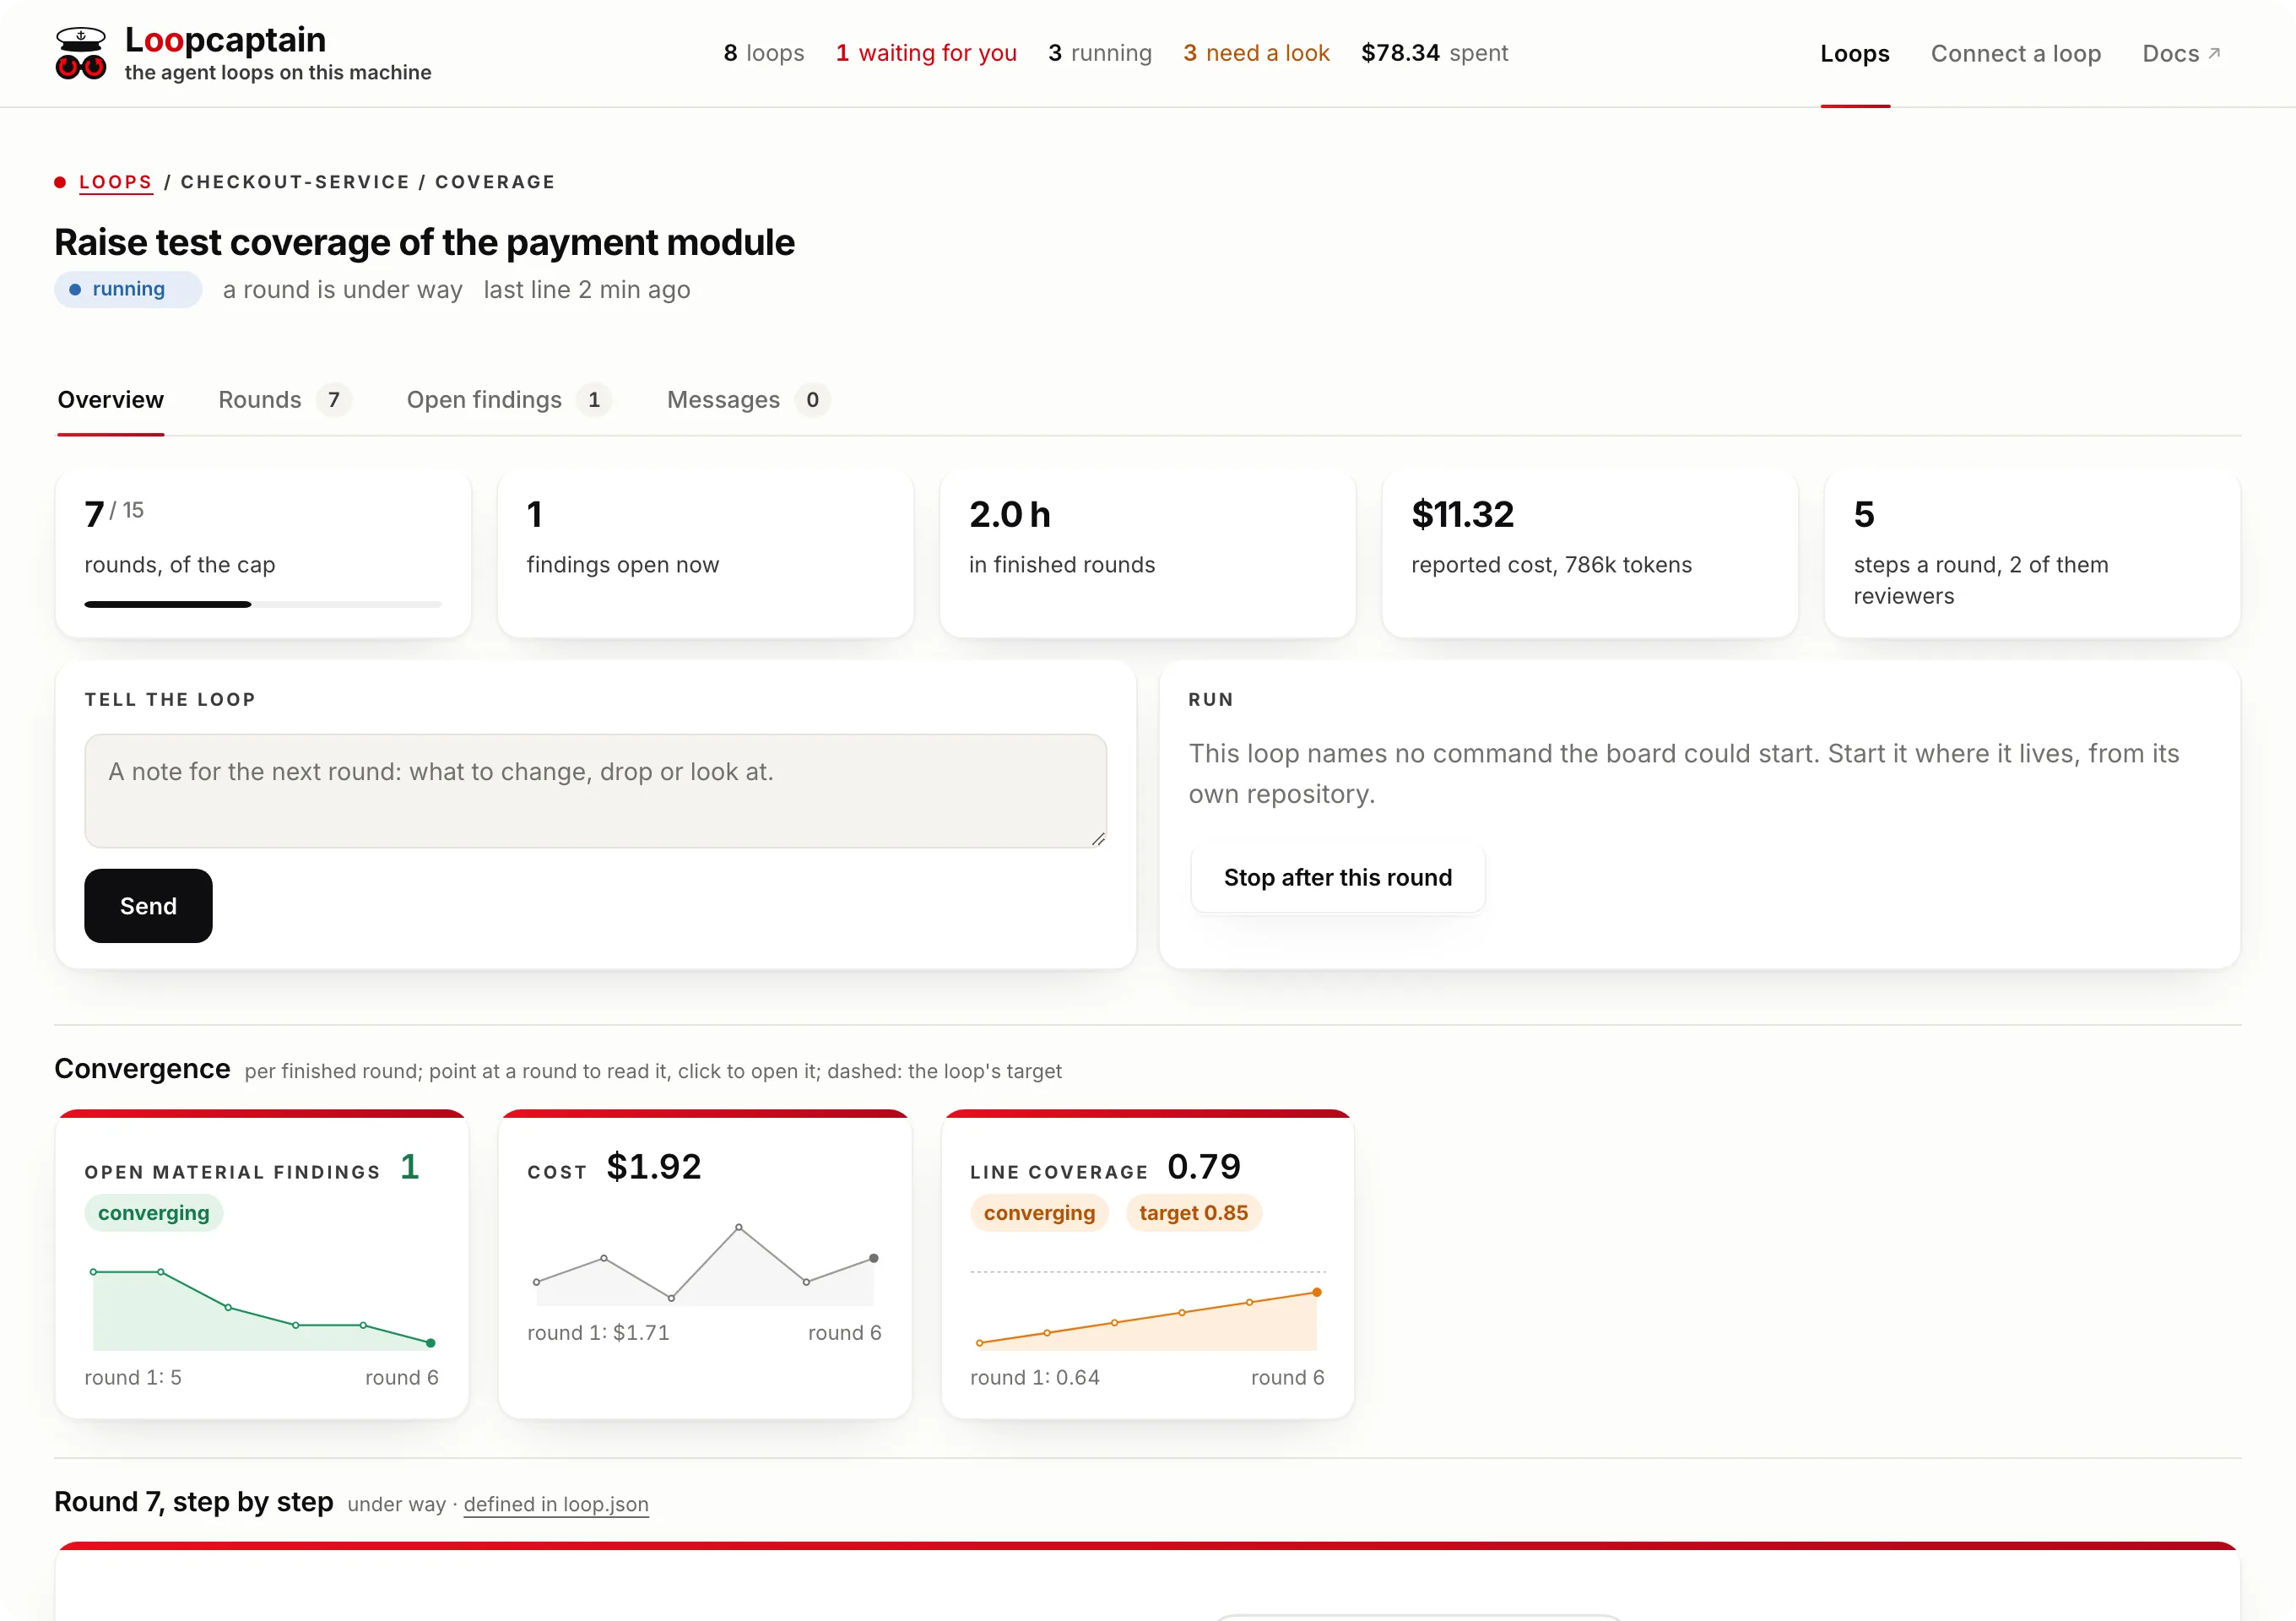 Loopcaptain
the agent loops on this machine
8 loops 1 waiting for you 3 running 3 need a look $78.34 spent
Loops Connect a loop Docs ↗
LOOPS / CHECKOUT-SERVICE / COVERAGE
Raise test coverage of the payment module
running a round is under way last line 2 min ago
Overview Rounds 7 Open findings 1 Messages 0
7 / 15
rounds, of the cap
1
findings open now
2.0 h
in finished rounds
$11.32
reported cost, 786k tokens
5
steps a round, 2 of them
reviewers
TELL THE LOOP
A note for the next round: what to change, drop or look at.
Send
RUN
This loop names no command the board could start. Start it where it lives, from its
own repository.
Stop after this round
Convergence per finished round; point at a round to read it, click to open it; dashed: the loop's target
OPEN MATERIAL FINDINGS 1
converging
round 1: 5 round 6
COST $1.92
round 1: $1.71 round 6
LINE COVERAGE 0.79
converging target 0.85
round 1: 0.64 round 6
Round 7, step by step under way · defined in loop.json